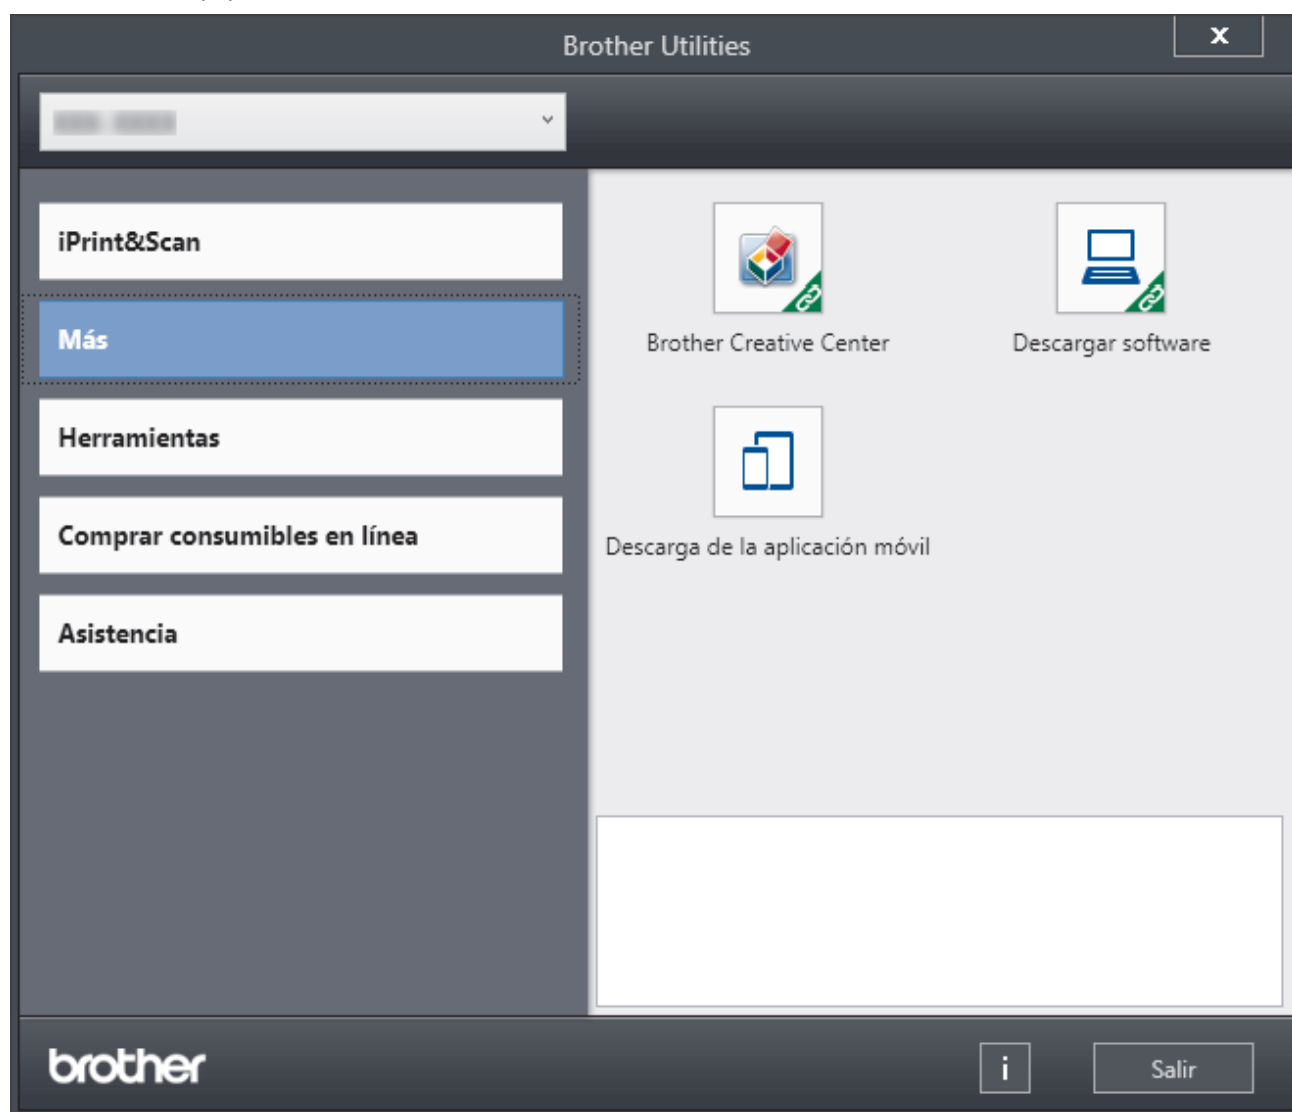 Brother Utilities
X
iPrint&Scan
Más
Herramientas
Comprar consumibles en línea
Asistencia
Brother Creative Center
Descargar software
Descarga de la aplicación móvil
brother
i
Salir